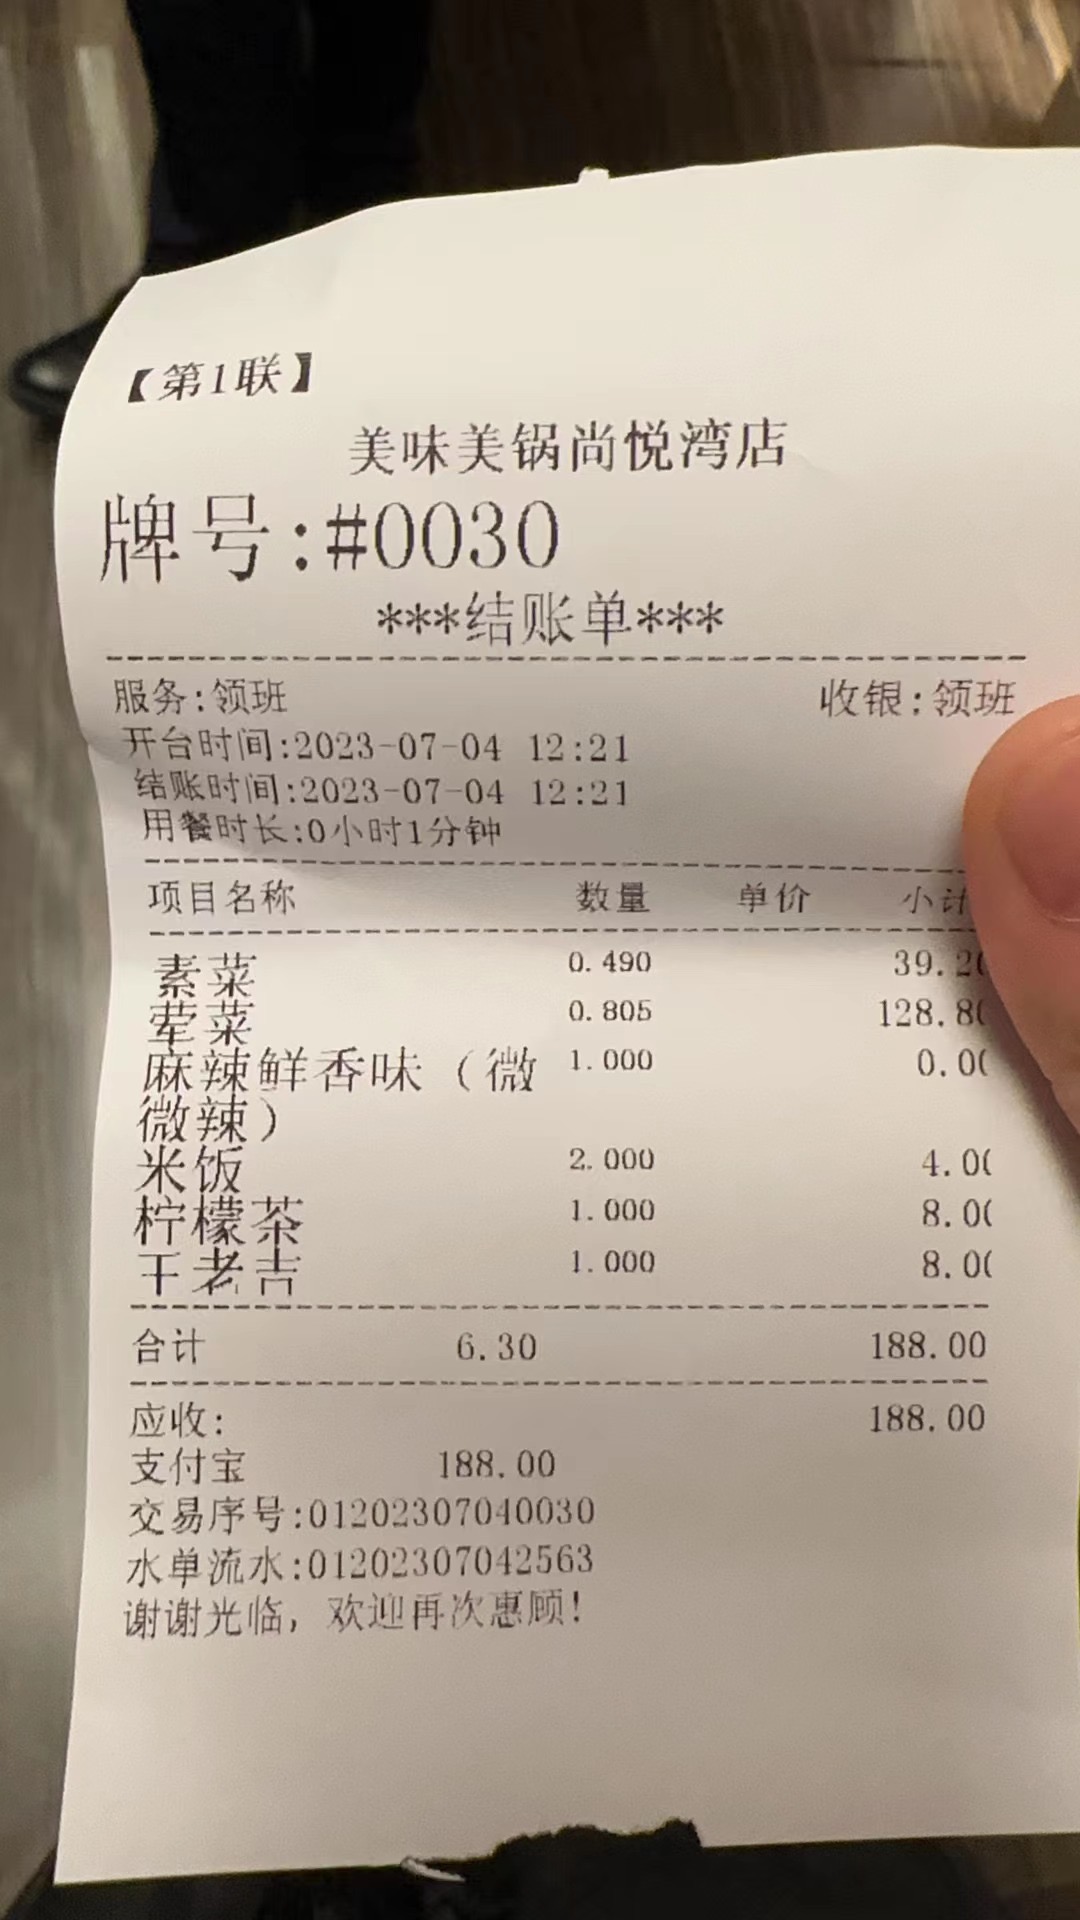 【第1联】
美味美锅尚悦湾店
牌号:#0030
***结账单***
服务:领班 收银:领班
开台时间:2023-07-04 12:21
结账时间:2023-07-04 12:21
用餐时长:0小时1分钟
项目名称 数量 单价 小计
素菜 0.490 39.20
荤菜 0.805 128.80
麻辣鲜香味（微 1.000 0.00
微辣）
米饭 2.000 4.00
柠檬茶 1.000 8.00
王老吉 1.000 8.00
合计 6.30 188.00
应收: 188.00
支付宝 188.00
交易序号:01202307040030
水单流水:01202307042563
谢谢光临, 欢迎再次惠顾!